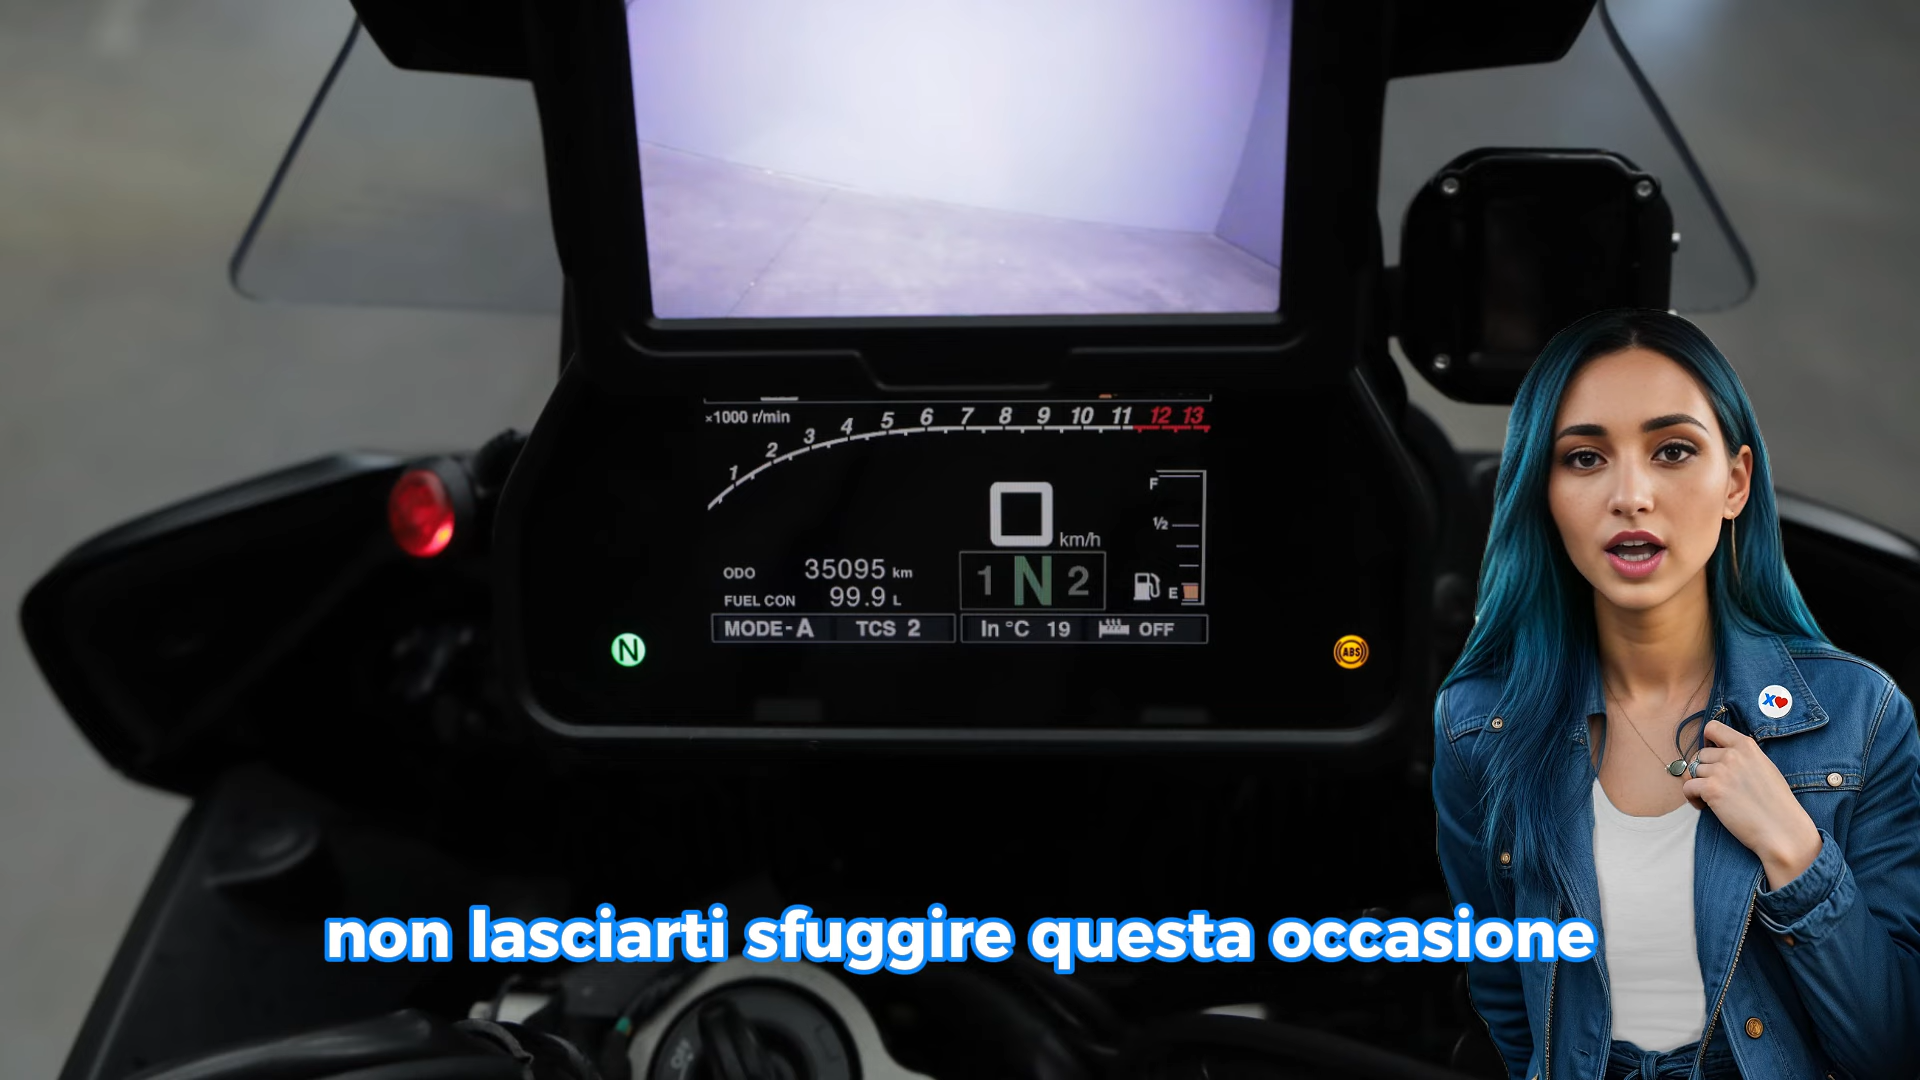 ×1000 r/min
1 2 3 4 5 6 7 8 9 10 11 12 13
F
1/2
0 km/h
ODO 35095 km
1 N 2
E
FUEL CON 99.9 L
MODE-A TCS 2 In °C 19 OFF
N
ABS
X
non lasciarti sfuggire questa occasione